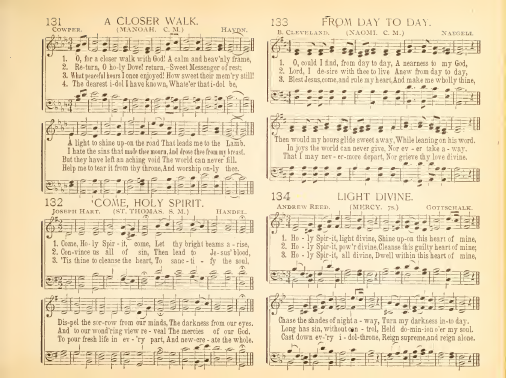 131 A CLOSER WALK.
COWPER. (MANOAH. C. M.) HAYDN.
1. O, for a closer walk with God! A calm and heav'nly frame,
2. Re-turn, O ho-ly Dove! return, Sweet Messenger of rest;
3. What peaceful hours I once enjoyed! How sweet their mem'ry still!
4. The dearest i-dol I have known, Whate'er that i-dol be,
A light to shine up-on the road That leads me to the Lamb.
I hate the sins that made thee mourn, And drove thee from my breast.
But they have left an aching void The world can never fill.
Help me to tear it from thy throne, And worship on-ly thee.
132 COME, HOLY SPIRIT.
JOSEPH HART. (ST. THOMAS. S. M.) HANDEL.
1. Come, Ho-ly Spir-it, come, Let thy bright beams a-rise,
2. Con-vince us all of sin, Then lead to Je-sus' blood,
3. 'Tis thine to cleanse the heart, To sanc-ti-fy the soul,
Dis-pel the sor-row from our minds, The darkness from our eyes.
And to our wond'ring view re-veal The mercies of our God.
To pour fresh life in ev-'ry part, And new-cre-ate the whole.
133 FROM DAY TO DAY.
B. CLEVELAND. (NAOMI. C. M.) NAEGELI.
1. O, could I find, from day to day, A nearness to my God,
2. Lord, I de-sire with thee to live Anew from day to day,
3. Blest Jesus, come, and rule my heart, And make me wholly thine,
Then would my hours glide sweet away, While leaning on his word.
In joys the world can never give, Nor ev-er take a-way.
That I may nev-er-more depart, Nor grieve thy love divine.
134 LIGHT DIVINE.
ANDREW REED. (MERCY. 7s.) GOTTSCHALK.
1. Ho-ly Spir-it, light divine, Shine up-on this heart of mine,
2. Ho-ly Spir-it, pow'r divine, Cleanse this guilty heart of mine,
3. Ho-ly Spir-it, all divine, Dwell within this heart of mine,
Chase the shades of night a-way, Turn my darkness in-to day.
Long has sin, without con-trol, Held do-min-ion o'er my soul.
Cast down ev'ry i-dol-throne, Reign supreme, and reign alone.